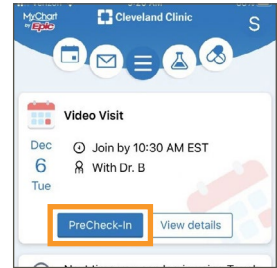 MyChart
by Epic
Cleveland Clinic
S
Video Visit
Dec
6
Tue
Join by 10:30 AM EST
With Dr. B
PreCheck-In
View details